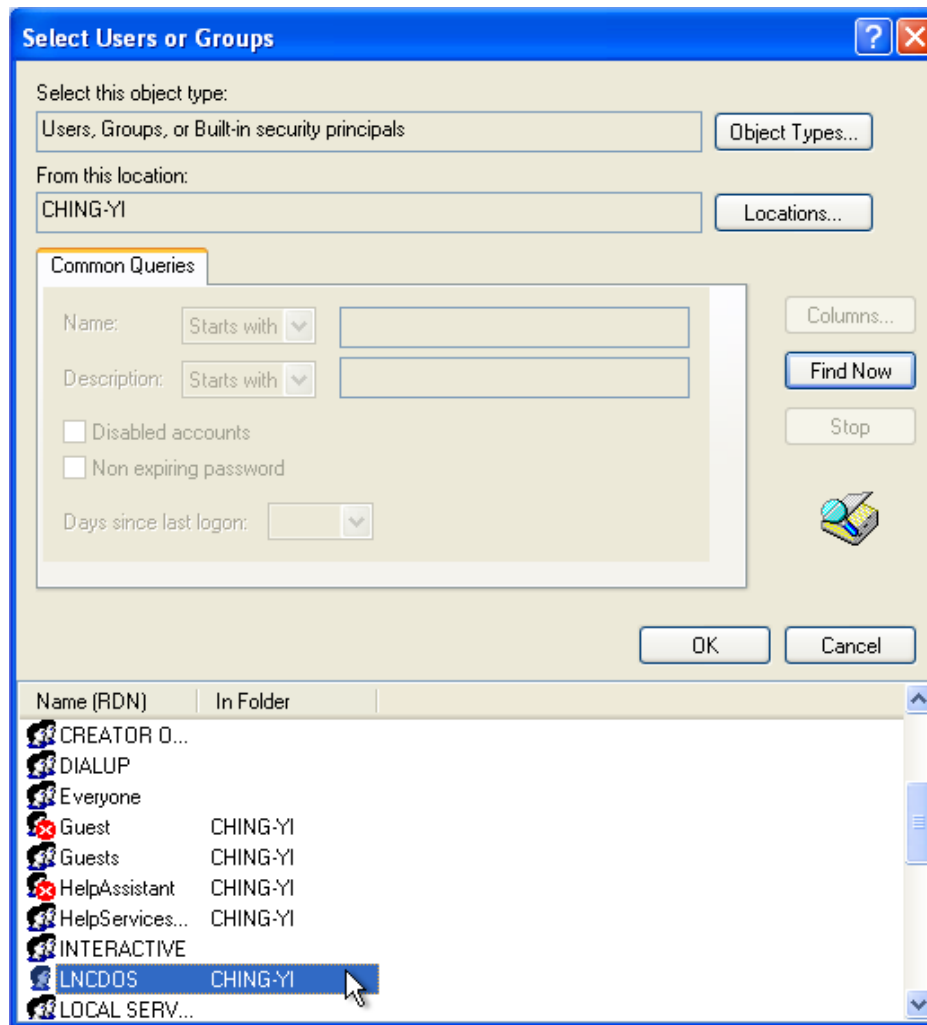 Select Users or Groups
Select this object type:
Users, Groups, or Built-in security principals
Object Types...
From this location:
CHING-YI
Locations...
Common Queries
Name: Starts with
Columns...
Description: Starts with
Find Now
Disabled accounts
Stop
Non expiring password
Days since last logon:
OK Cancel
Name (RDN) In Folder
CREATOR O...
DIALUP
Everyone
Guest CHING-YI
Guests CHING-YI
HelpAssistant CHING-YI
HelpServices... CHING-YI
INTERACTIVE
LNCDOS CHING-YI
LOCAL SERV...